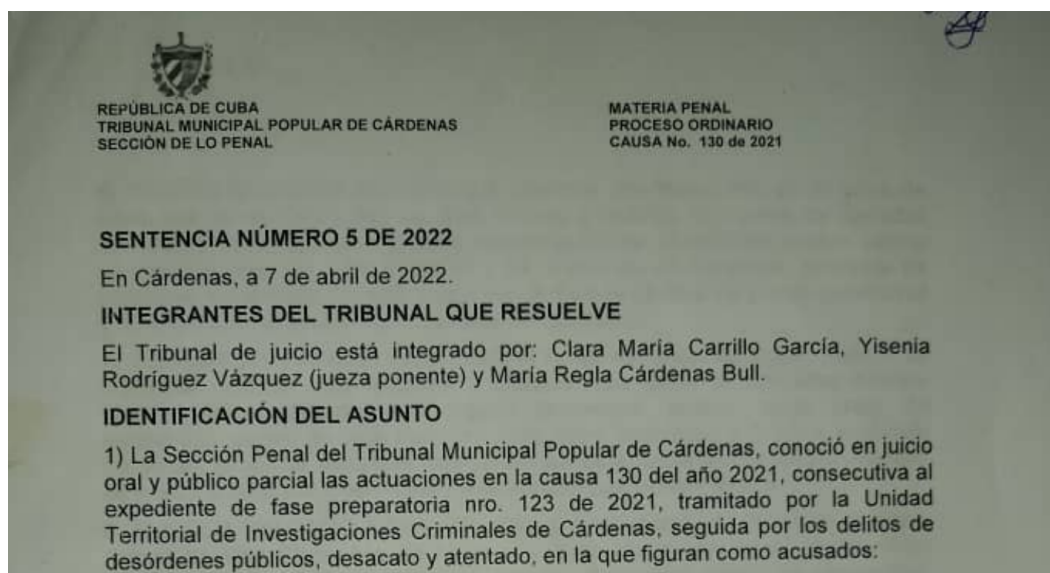 REPÚBLICA DE CUBA
TRIBUNAL MUNICIPAL POPULAR DE CÁRDENAS
SECCIÓN DE LO PENAL
MATERIA PENAL
PROCESO ORDINARIO
CAUSA No. 130 de 2021
SENTENCIA NÚMERO 5 DE 2022
En Cárdenas, a 7 de abril de 2022.
INTEGRANTES DEL TRIBUNAL QUE RESUELVE
El Tribunal de juicio está integrado por: Clara María Carrillo García, Yisenia
Rodríguez Vázquez (jueza ponente) y María Regla Cárdenas Bull.
IDENTIFICACIÓN DEL ASUNTO
1) La Sección Penal del Tribunal Municipal Popular de Cárdenas, conoció en juicio
oral y público parcial las actuaciones en la causa 130 del año 2021, consecutiva al
expediente de fase preparatoria nro. 123 de 2021, tramitado por la Unidad
Territorial de Investigaciones Criminales de Cárdenas, seguida por los delitos de
desórdenes públicos, desacato y atentado, en la que figuran como acusados: